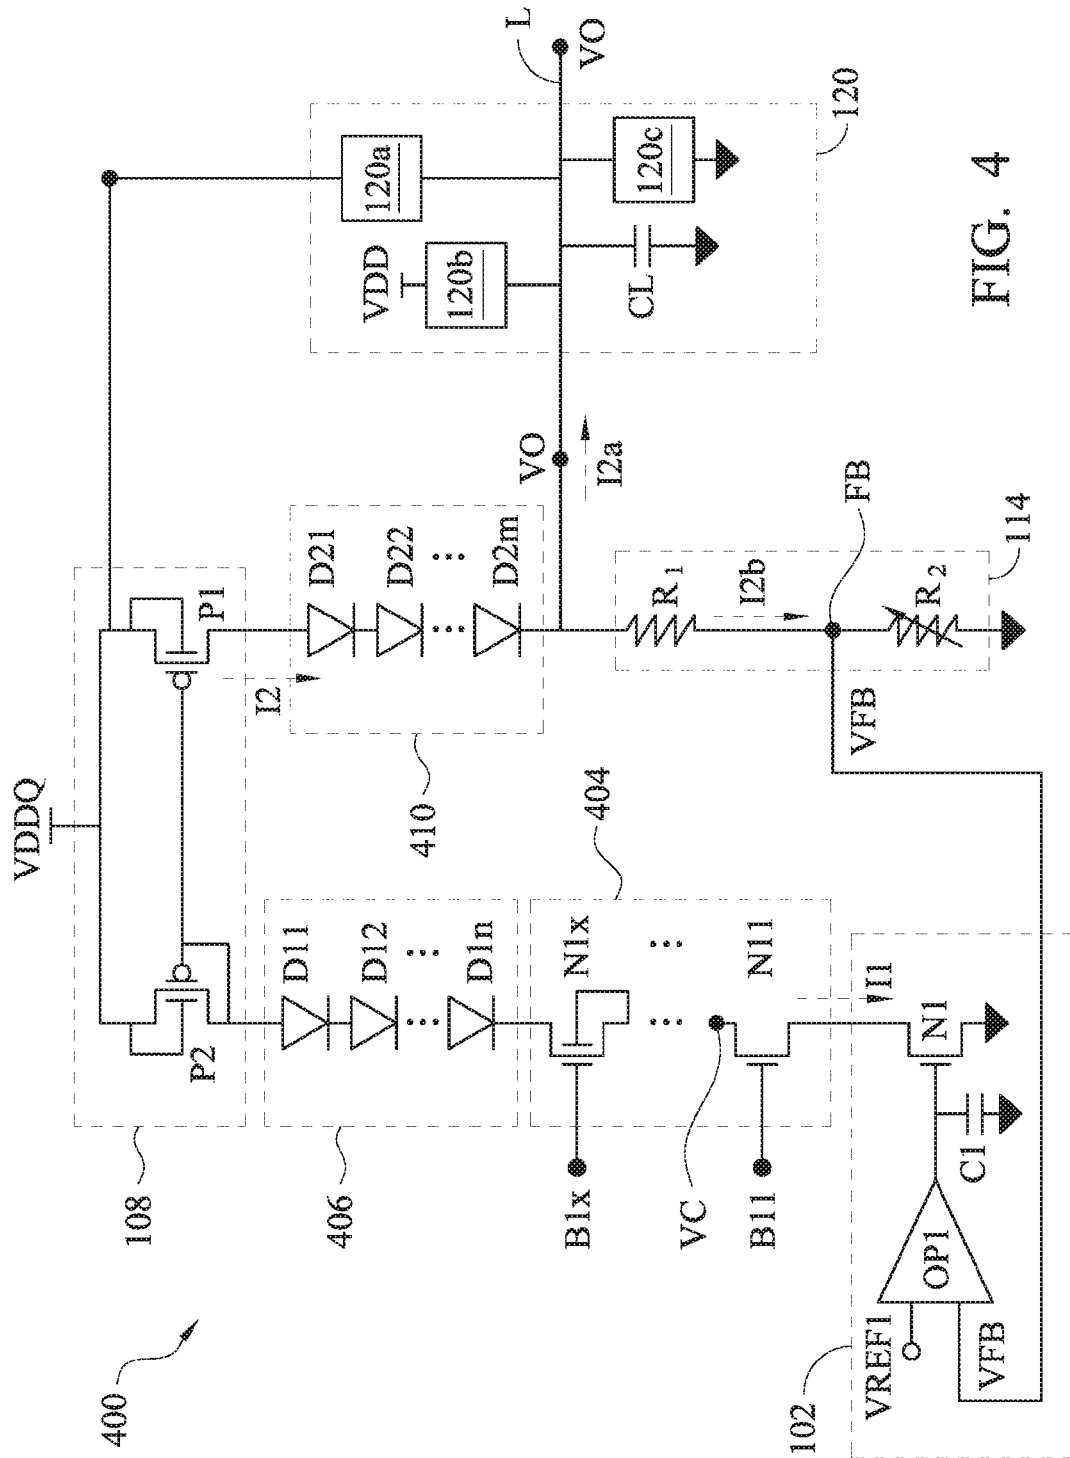 400
VDDQ
108
P2
P1
I2
406
D11
D12
D1n
410
D21
D22
D2m
404
N1x
N11
B1x
VC
B11
I1
102
VREF1
VFB
OP1
C1
N1
VO
I2a
R1
I2b
FB
VFB
R2
114
VDD
120b
120a
CL
120c
120
L
VO
FIG. 4